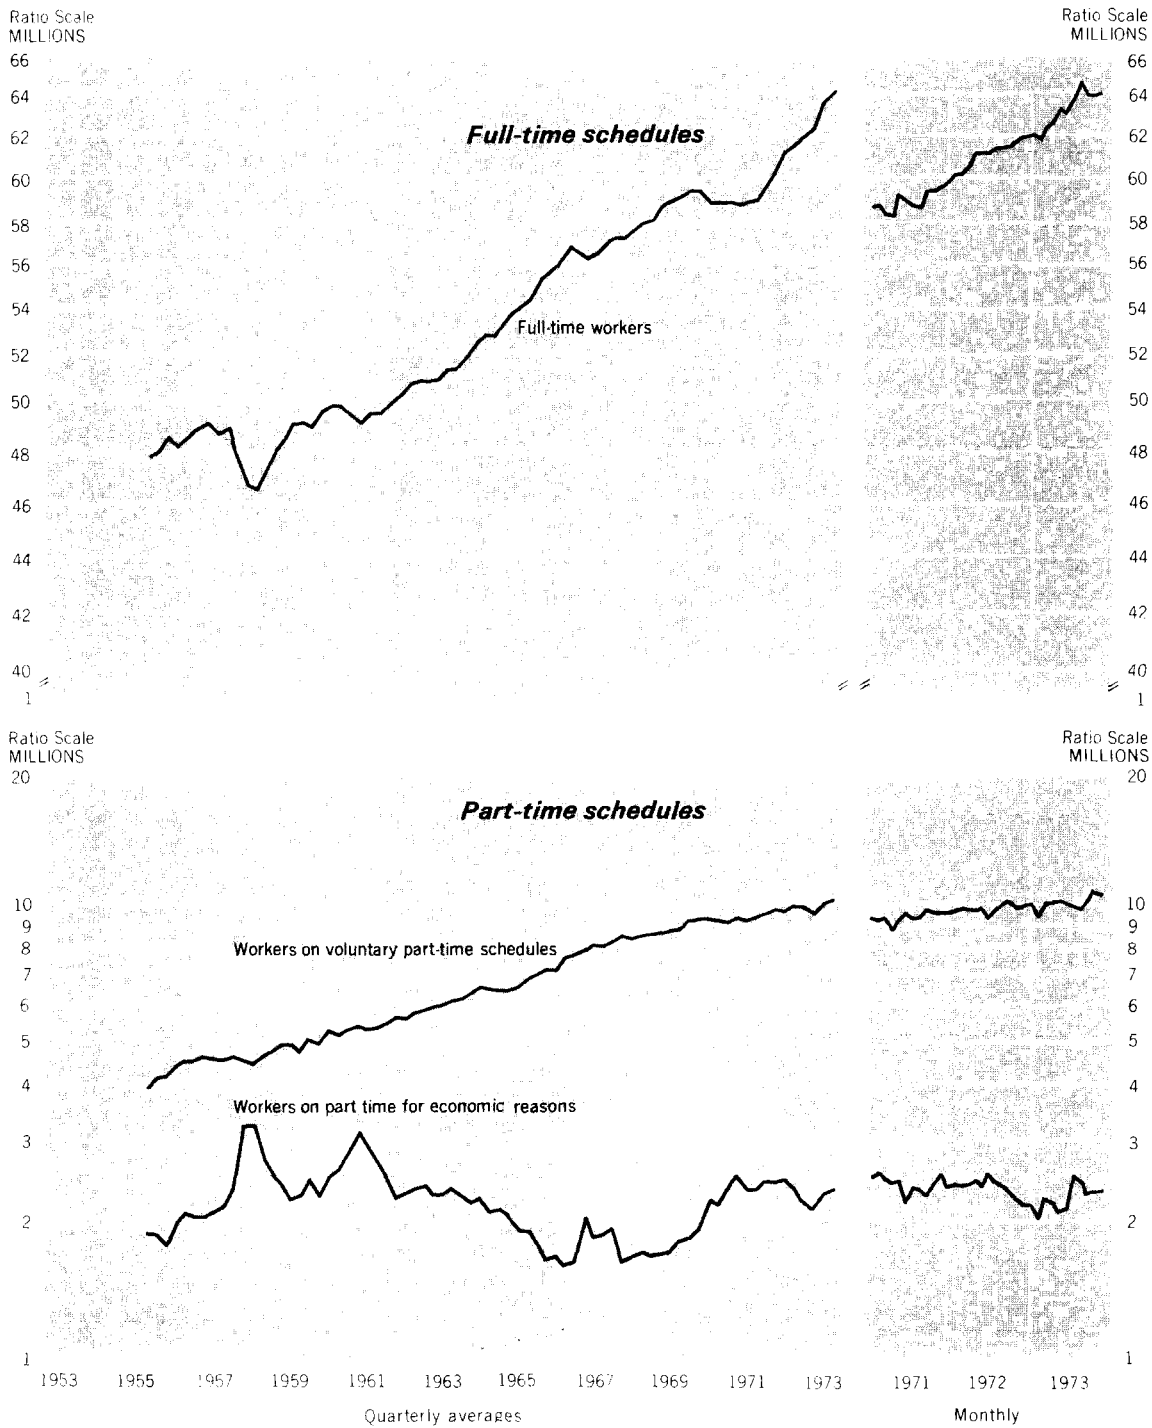 Ratio Scale Ratio Scale
MILLIONS MILLIONS
66 66
64 64
Full-time schedules
62 62
60 60
58 58
56 56
54 54
Full-time workers
52 52
50 50
48 48
46 46
44 44
42 42
40 40
1 1
Ratio Scale Ratio Scale
MILLIONS MILLIONS
20 20
Part-time schedules
10 10
9 9
8 8
Workers on voluntary part-time schedules
7 7
6 6
5 5
4 4
Workers on part time for economic reasons
3 3
2 2
1 1
1953 1955 1957 1959 1961 1963 1965 1967 1969 1971 1973 1971 1972 1973
Quarterly averages Monthly